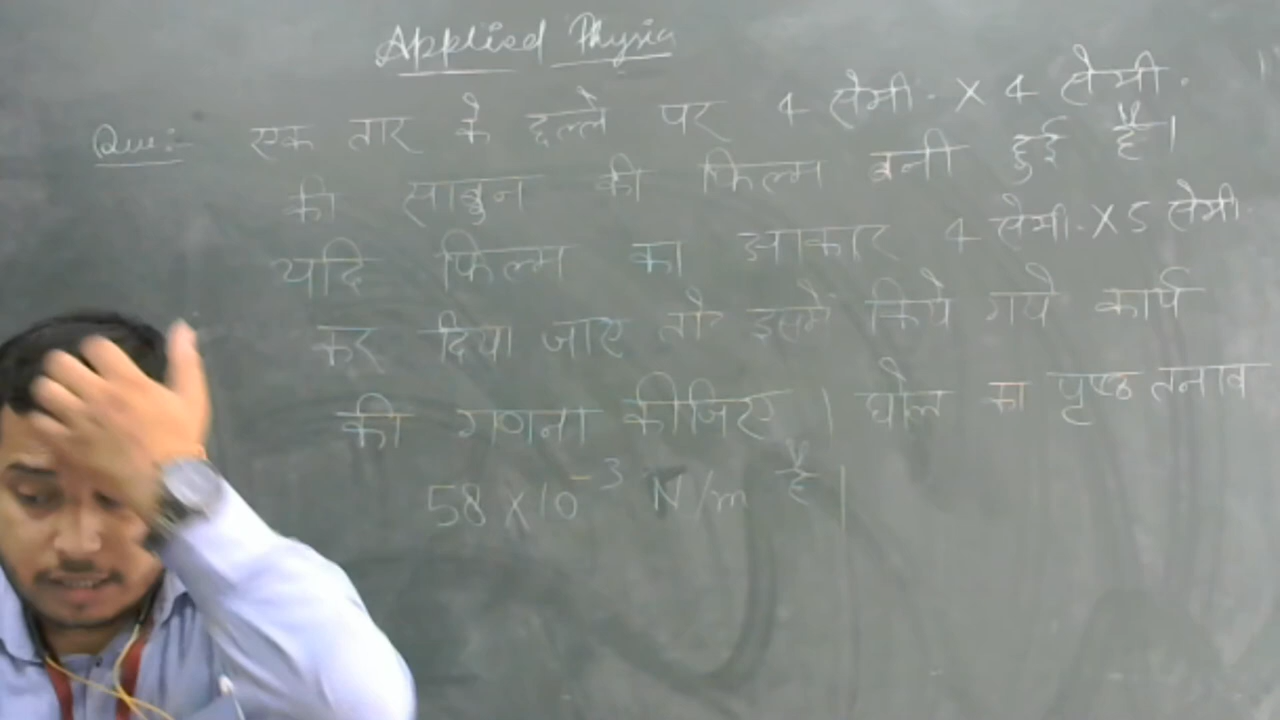 Applied Physics
Que:- एक तार के छल्ले पर 4 सेमी. × 4 सेमी.
की साबुन की फिल्म बनी हुई है।
यदि फिल्म का आकार 4 सेमी. × 5 सेमी.
कर दिया जाए तो इसमें किये गये कार्य
की गणना कीजिए। घोल का पृष्ठ तनाव
58 × 10⁻³ N/m है।